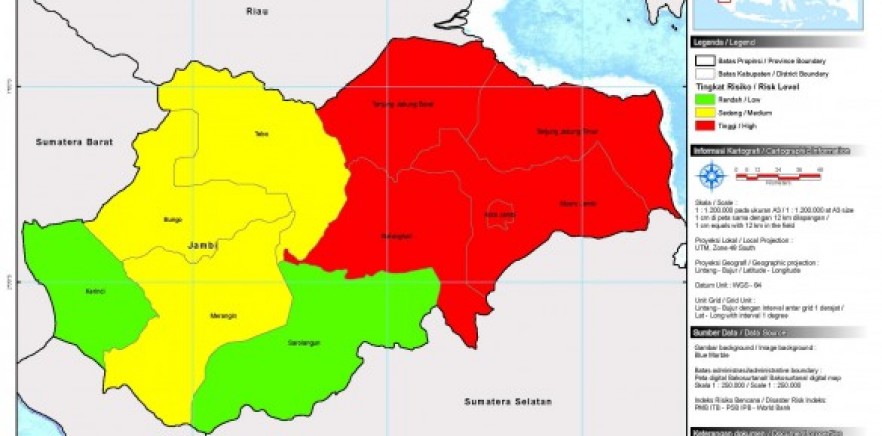 Riau
Sumatera Barat
Tanjung Jabung Barat
Tanjung Jabung Timur
Tebo
Muaro Jambi
Kota Jambi
Bungo
Batanghari
Jambi
Kerinci
Merangin
Sarolangun
Sumatera Selatan
Legenda / Legend
Batas Propinsi / Province Boundary
Batas Kabupaten / District Boundary
Tingkat Risiko / Risk Level
Rendah / Low
Sedang / Medium
Tinggi / High
Informasi Kartografi / Cartographic Information
Kilometers
Skala / Scale :
1 : 1.200.000 pada ukuran A3 / 1 : 1.200.000 at A3 size
1 cm di peta sama dengan 12 km dilapangan /
1 cm equals with 12 km in the field
Proyeksi Lokal / Local Projection :
UTM, Zone 48 South
Proyeksi Geografi / Geographic projection :
Lintang - Bujur / Latitude - Longitude
Datum Unit : WGS - 84
Unit Grid / Grid Unit :
Lintang - Bujur dengan interval antar grid 1 derajat /
Lat - Long with interval 1 degree
Sumber Data / Data Source
Gambar background / Image background :
Blue Marble
Batas administrasi/administrative boundary :
Peta digital Bakosurtanal/ Bakosurtanal digital map
Skala 1 : 250.000 / Scale 1 : 250.000
Indeks Risiko Bencana / Disaster Risk Indeks:
PMB ITB - PSB IPB - World Bank
Keterangan dokumen /